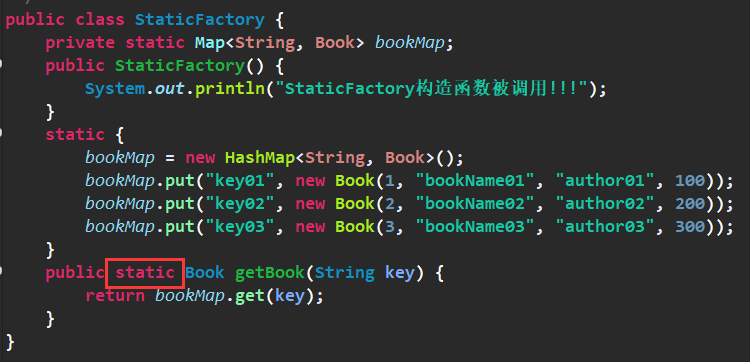 public class StaticFactory {
    private static Map<String, Book> bookMap;
    public StaticFactory() {
        System.out.println("StaticFactory构造函数被调用!!!");
    }
    static {
        bookMap = new HashMap<String, Book>();
        bookMap.put("key01", new Book(1, "bookName01", "author01", 100));
        bookMap.put("key02", new Book(2, "bookName02", "author02", 200));
        bookMap.put("key03", new Book(3, "bookName03", "author03", 300));
    }
    public static Book getBook(String key) {
        return bookMap.get(key);
    }
}